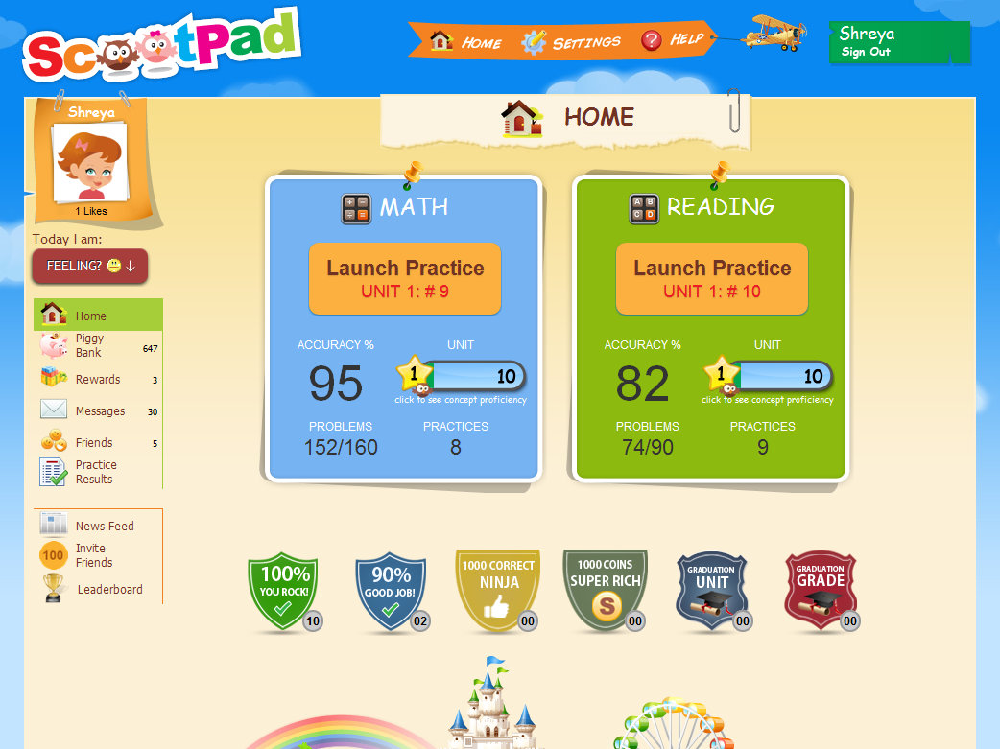 ScootPad
Home
Settings
Help
Shreya
Sign Out
Shreya
1 Likes
Today I am:
FEELING?
Home
Piggy
Bank
647
Rewards
3
Messages
30
Friends
5
Practice
Results
News Feed
100
Invite
Friends
Leaderboard
HOME
MATH
Launch Practice
UNIT 1: # 9
ACCURACY %
UNIT
95
1
10
click to see concept proficiency
PROBLEMS
PRACTICES
152/160
8
A B
C D
READING
Launch Practice
UNIT 1: # 10
ACCURACY %
UNIT
82
1
10
click to see concept proficiency
PROBLEMS
PRACTICES
74/90
9
100%
YOU ROCK!
10
90%
GOOD JOB!
02
1000 CORRECT
NINJA
00
1000 COINS
SUPER RICH
S
00
GRADUATION
UNIT
00
GRADUATION
GRADE
00